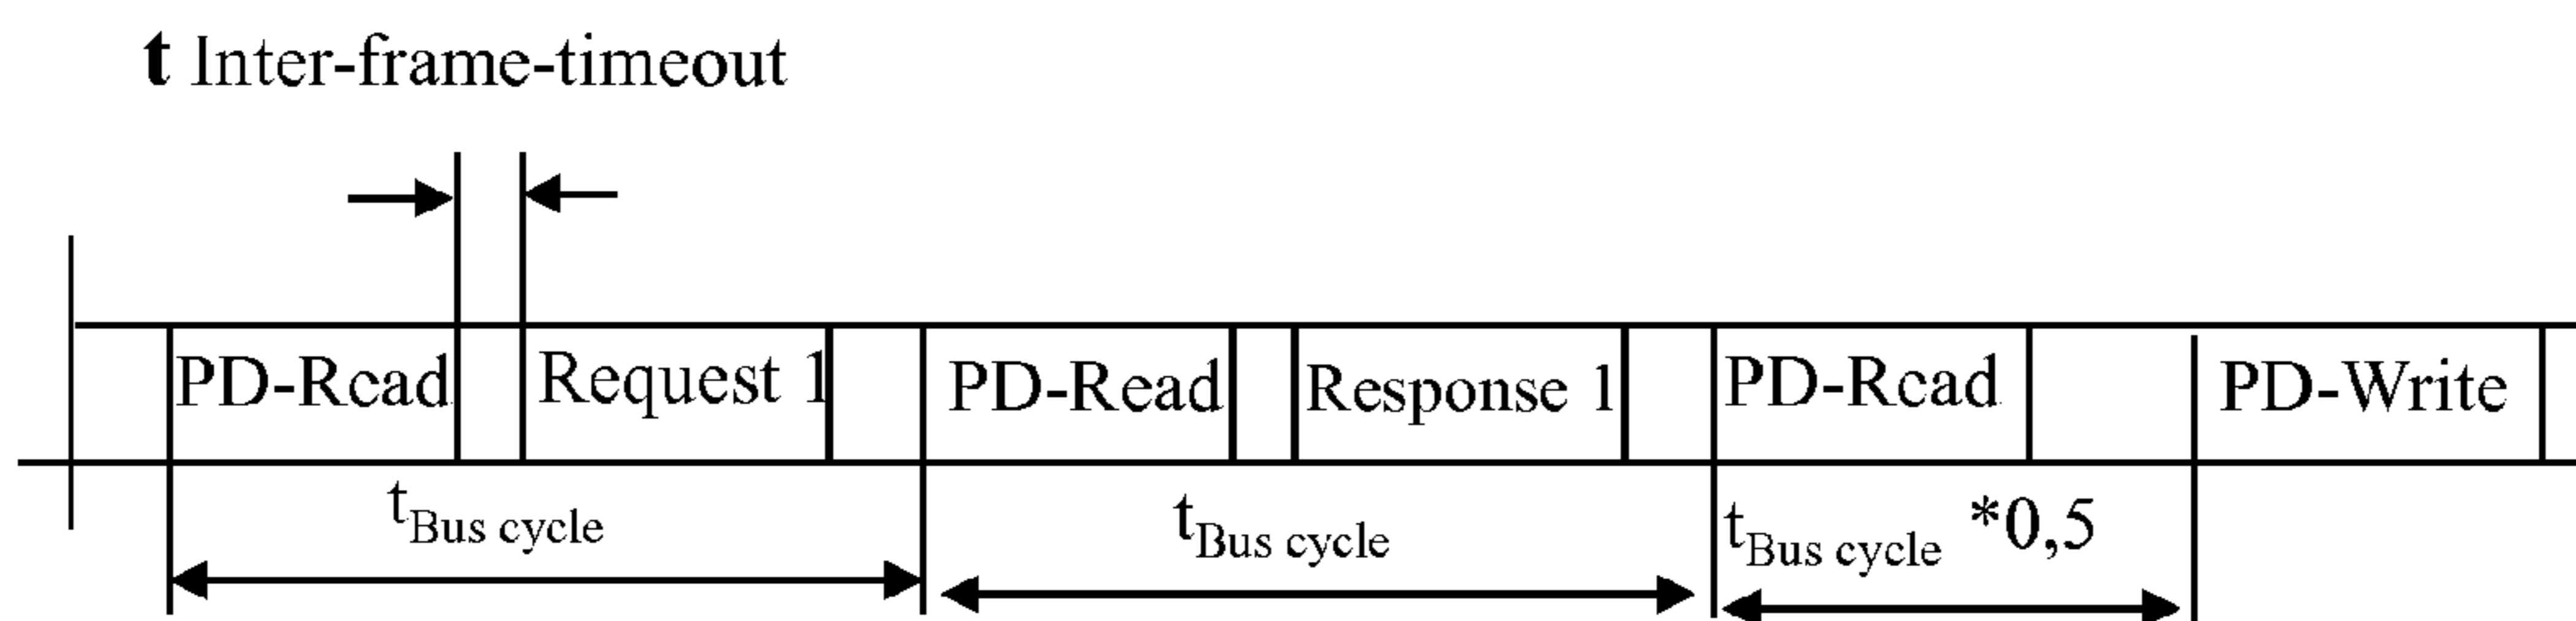 t Inter-frame-timeout
PD-Rcad Request 1 PD-Read Response 1 PD-Rcad PD-Write
tBus cycle tBus cycle tBus cycle *0,5